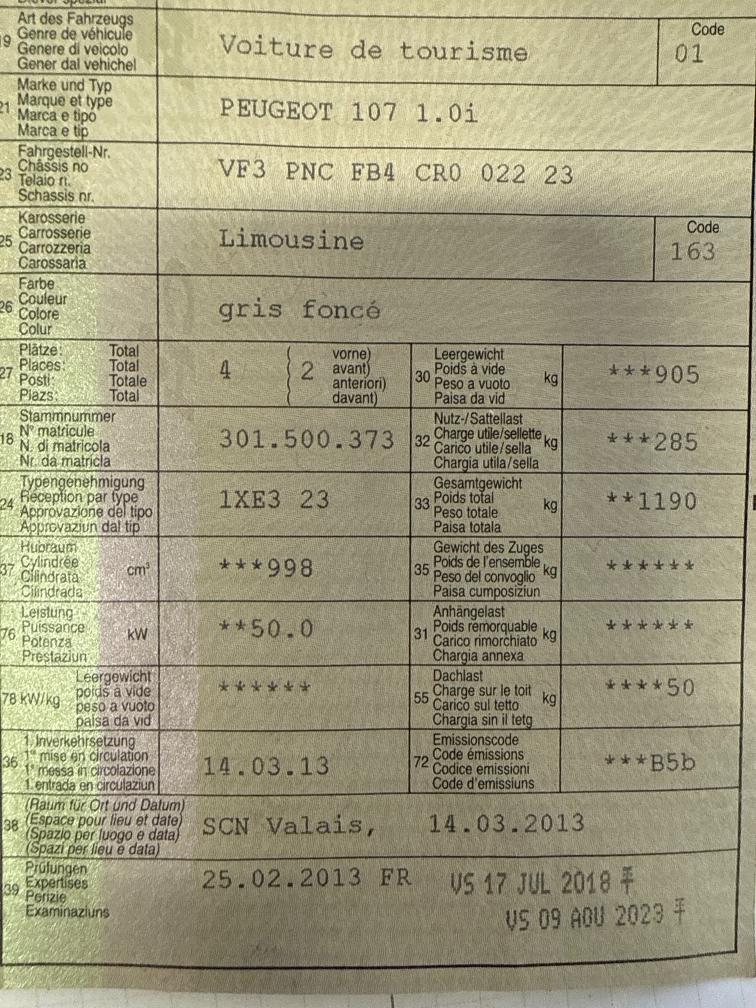 Art des Fahrzeugs
19 Genre de véhicule
Genere di veicolo
Gener dal vehichel
Voiture de tourisme
Code
01
Marke und Typ
21 Marque et type
Marca e tipo
Marca e tip
PEUGEOT 107 1.0i
Fahrgestell-Nr.
23 Châssis no
Telaio n.
Schassis nr.
VF3 PNC FB4 CR0 022 23
Karosserie
25 Carrosserie
Carrozzeria
Carossaria
Limousine
Code
163
Farbe
26 Couleur
Colore
Colur
gris foncé
Plätze: Total
27 Places: Total
Posti: Totale
Plazs: Total
4
2
vorne)
avant)
anteriori)
davant)
Leergewicht
30 Poids à vide kg
Peso a vuoto
Paisa da vid
***905
Stammnummer
18 N° matricule
N. di matricola
Nr. da matricla
301.500.373
Nutz-/Sattellast
32 Charge utile/sellette kg
Carico utile/sella
Chargia utila/sella
***285
Typengenehmigung
24 Réception par type
Approvazione del tipo
Approvaziun dal tip
1XE3 23
Gesamtgewicht
33 Poids total kg
Peso totale
Paisa totala
**1190
Hubraum
37 Cylindrée cm³
Cilindrata
Cilindrada
***998
Gewicht des Zuges
35 Poids de l'ensemble kg
Peso del convoglio
Paisa cumposiziun
******
Leistung
76 Puissance kW
Potenza
Prestaziun
**50.0
Anhängelast
31 Poids remorquable kg
Carico rimorchiato
Chargia annexa
******
Leergewicht
78 kW/kg poids à vide
peso a vuoto
paisa da vid
******
Dachlast
55 Charge sur le toit kg
Carico sul tetto
Chargia sin il tetg
****50
1. Inverkehrsetzung
36 1re mise en circulation
1a messa in circolazione
1. entrada en circulaziun
14.03.13
Emissionscode
72 Code émissions
Codice emissioni
Code d'emissiuns
***B5b
(Raum für Ort und Datum)
38 (Espace pour lieu et date)
(Spazio per luogo e data)
(Spazi per lieu e data)
SCN Valais, 14.03.2013
Prüfungen
39 Expertises
Perizie
Examinaziuns
25.02.2013 FR
VS 17 JUL 2018
VS 09 AOU 2023